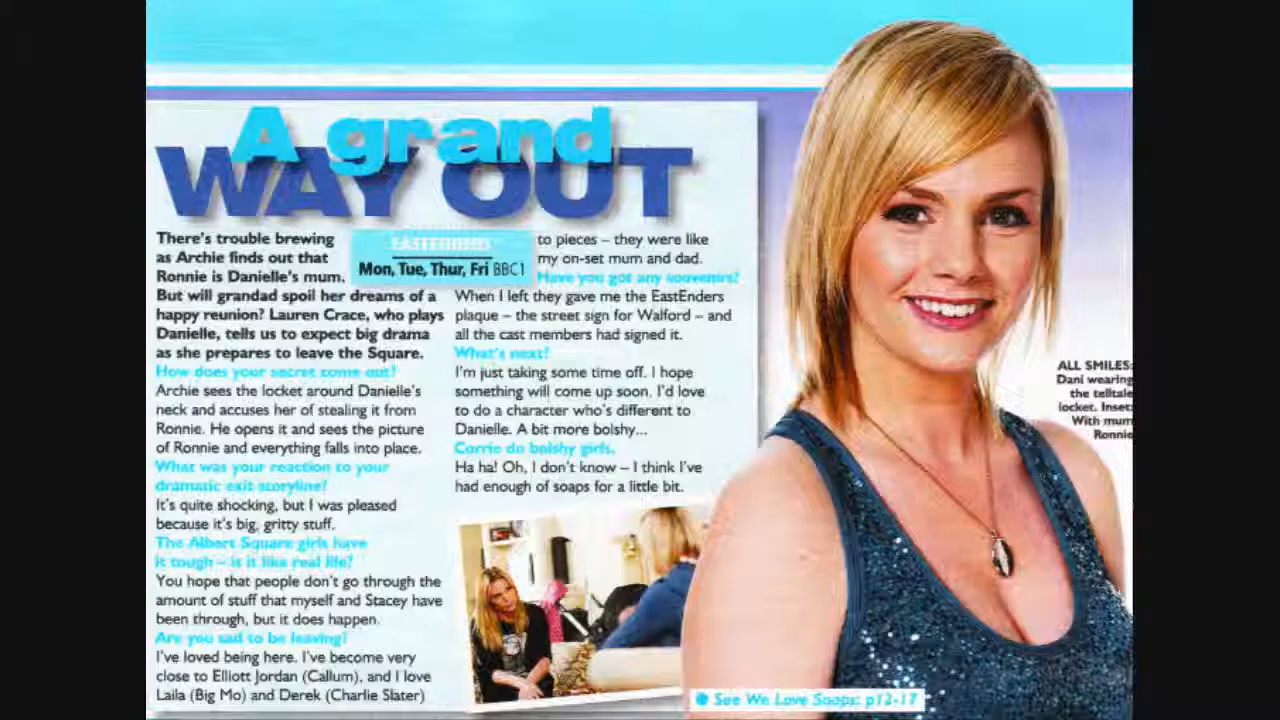 A grand
WAY OUT
There's trouble brewing
as Archie finds out that
Ronnie is Danielle's mum.
But will grandad spoil her dreams of a
happy reunion? Lauren Crace, who plays
Danielle, tells us to expect big drama
as she prepares to leave the Square.
How does your secret come out?
Archie sees the locket around Danielle's
neck and accuses her of stealing it from
Ronnie. He opens it and sees the picture
of Ronnie and everything falls into place.
What was your reaction to your
dramatic exit storyline?
It's quite shocking, but I was pleased
because it's big, gritty stuff.
The Albert Square girls have
it tough – is it like real life?
You hope that people don't go through the
amount of stuff that myself and Stacey have
been through, but it does happen.
Are you sad to be leaving?
I've loved being here. I've become very
close to Elliott Jordan (Callum), and I love
Laila (Big Mo) and Derek (Charlie Slater)
EASTENDERS
Mon, Tue, Thur, Fri BBC1
to pieces – they were like
my on-set mum and dad.
Have you got any souvenirs?
When I left they gave me the EastEnders
plaque – the street sign for Walford – and
all the cast members had signed it.
What's next?
I'm just taking some time off. I hope
something will come up soon. I'd love
to do a character who's different to
Danielle. A bit more bolshy...
Corrie do bolshy girls.
Ha ha! Oh, I don't know – I think I've
had enough of soaps for a little bit.
ALL SMILES:
Dani wearing
the telltale
locket. Inset:
With mum
Ronnie
See We Love Soaps: p12-17